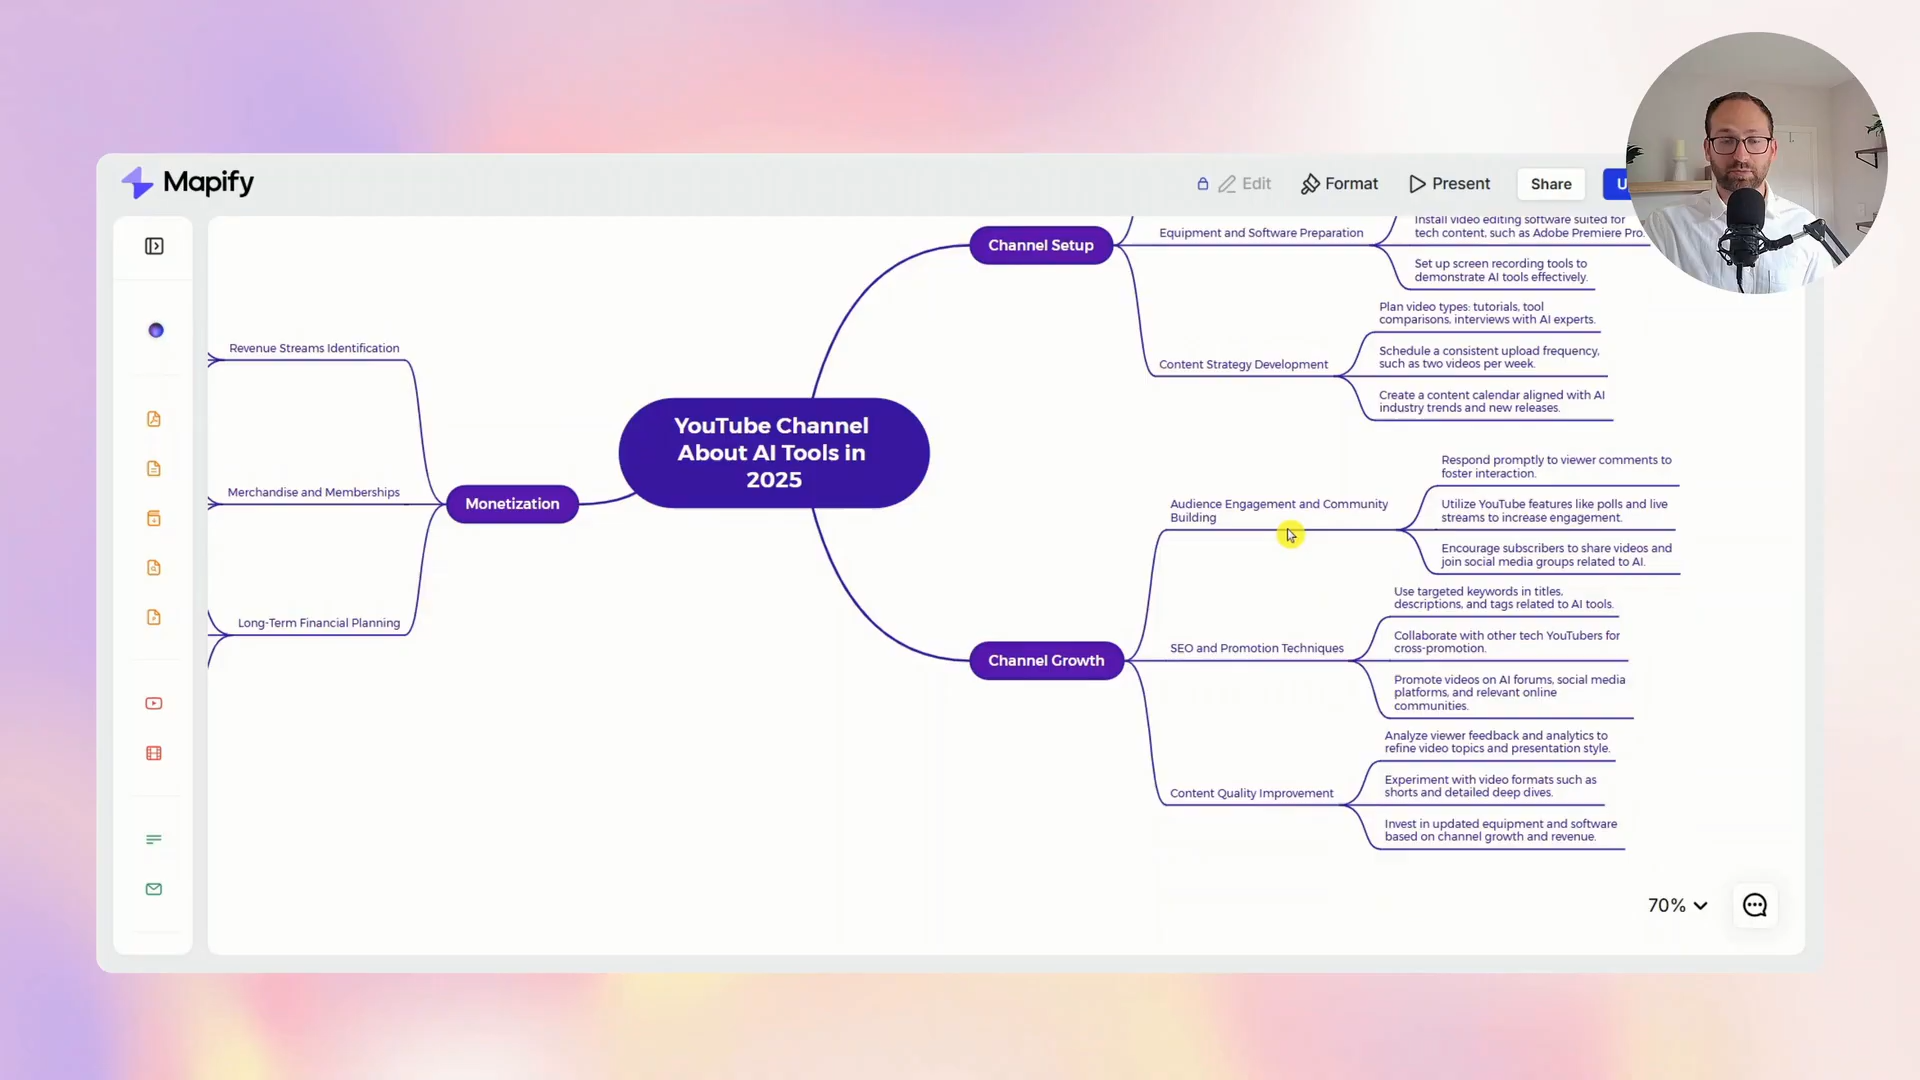 Mapify
Edit
Format
Present
Share
U
Channel Setup
Equipment and Software Preparation
Install video editing software suited for
tech content, such as Adobe Premiere Pro.
Set up screen recording tools to
demonstrate AI tools effectively.
Content Strategy Development
Plan video types: tutorials, tool
comparisons, interviews with AI experts.
Schedule a consistent upload frequency,
such as two videos per week.
Create a content calendar aligned with AI
industry trends and new releases.
Revenue Streams Identification
Merchandise and Memberships
Long-Term Financial Planning
Monetization
YouTube Channel
About AI Tools in
2025
Channel Growth
Audience Engagement and Community
Building
Respond promptly to viewer comments to
foster interaction.
Utilize YouTube features like polls and live
streams to increase engagement.
Encourage subscribers to share videos and
join social media groups related to AI.
SEO and Promotion Techniques
Use targeted keywords in titles,
descriptions, and tags related to AI tools.
Collaborate with other tech YouTubers for
cross-promotion.
Promote videos on AI forums, social media
platforms, and relevant online
communities.
Content Quality Improvement
Analyze viewer feedback and analytics to
refine video topics and presentation style.
Experiment with video formats such as
shorts and detailed deep dives.
Invest in updated equipment and software
based on channel growth and revenue.
70%